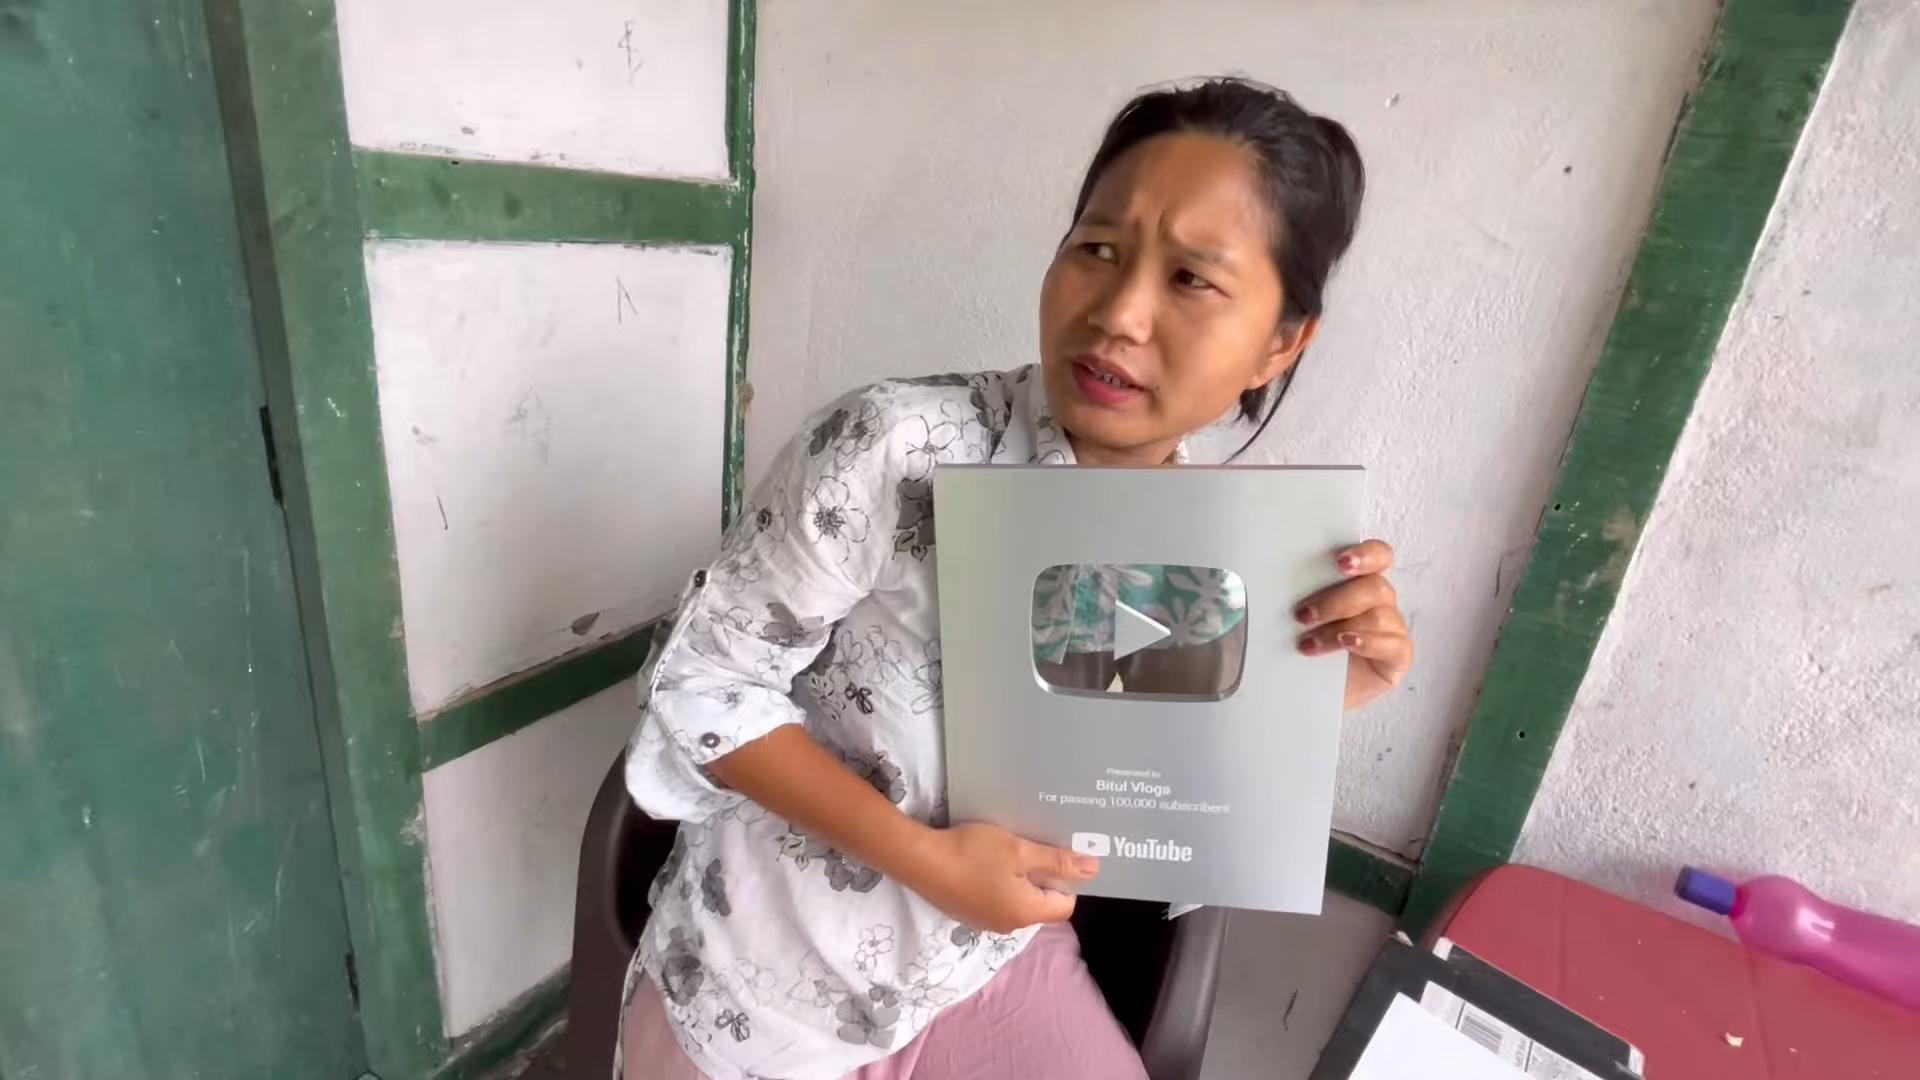 Presented to
Bitul Vlogs
For passing 100,000 subscribers
YouTube